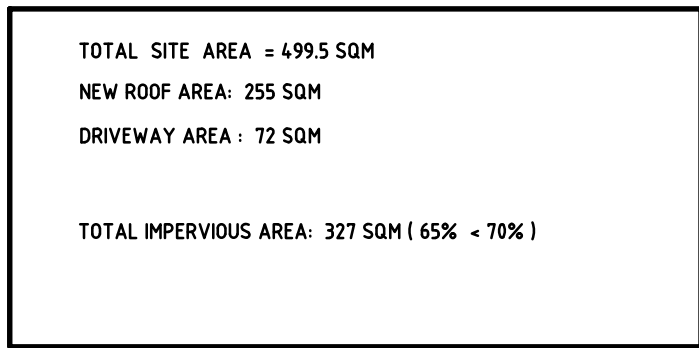 TOTAL SITE AREA = 499.5 SQM
NEW ROOF AREA: 255 SQM
DRIVEWAY AREA : 72 SQM
TOTAL IMPERVIOUS AREA: 327 SQM ( 65% < 70% )